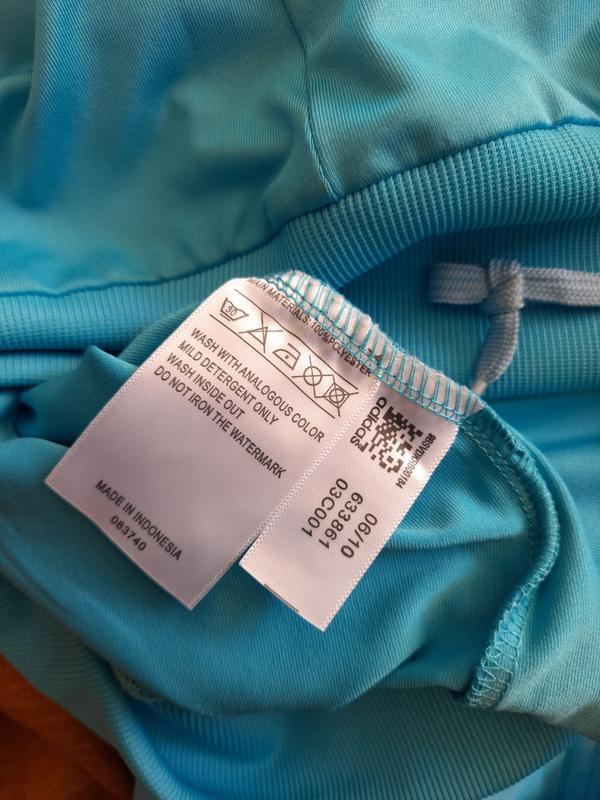 MAIN MATERIALS: 100%POLYESTER
30
WASH WITH ANALOGOUS COLOR
MILD DETERGENT ONLY
WASH INSIDE OUT
DO NOT IRON THE WATERMARK
MADE IN INDONESIA
083740
adidas
06/10
633861
03C001